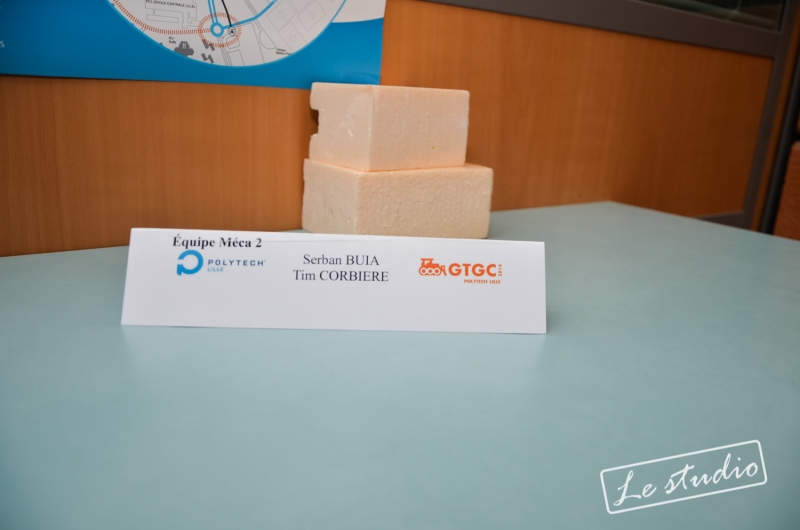 Équipe Méca 2
POLYTECH
LILLE
Serban BUIA
Tim CORBIERE
GTGC
POLYTECH LILLE
Le studio